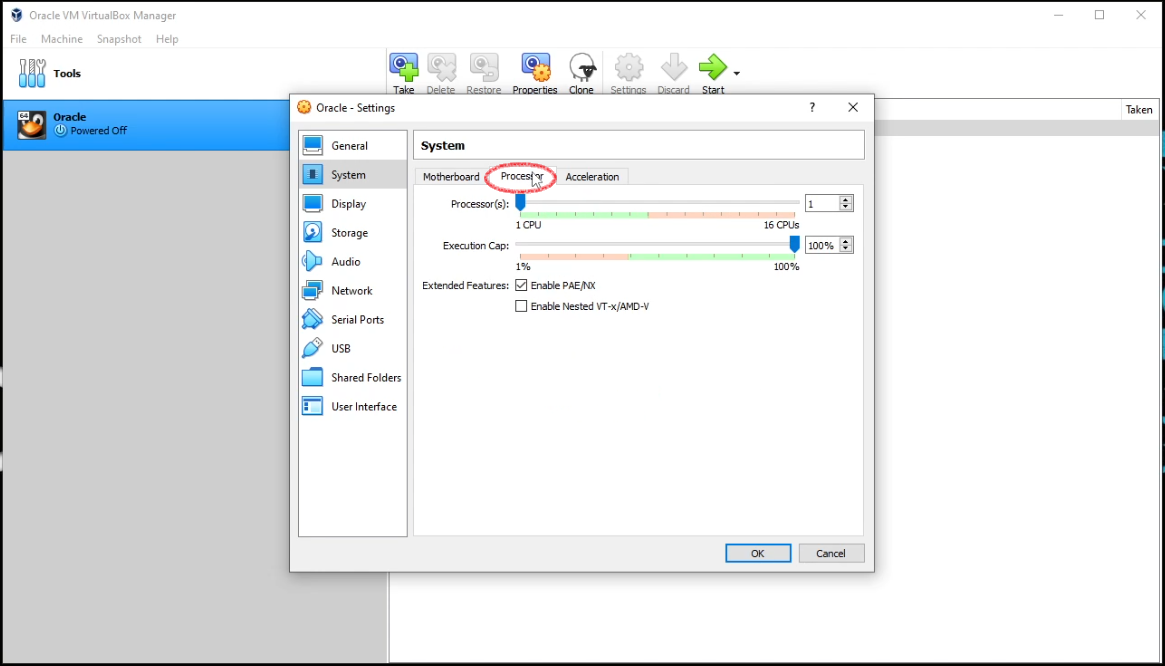 Oracle VM VirtualBox Manager
File Machine Snapshot Help
Tools
Take Delete Restore Properties Clone Settings Discard Start
64
Oracle
Powered Off
Taken
Oracle - Settings
?
General
System
Display
Storage
Audio
Network
Serial Ports
USB
Shared Folders
User Interface
System
Motherboard Processor Acceleration
Processor(s): 1
1 CPU 16 CPUs
Execution Cap: 100%
1% 100%
Extended Features: Enable PAE/NX
Enable Nested VT-x/AMD-V
OK Cancel